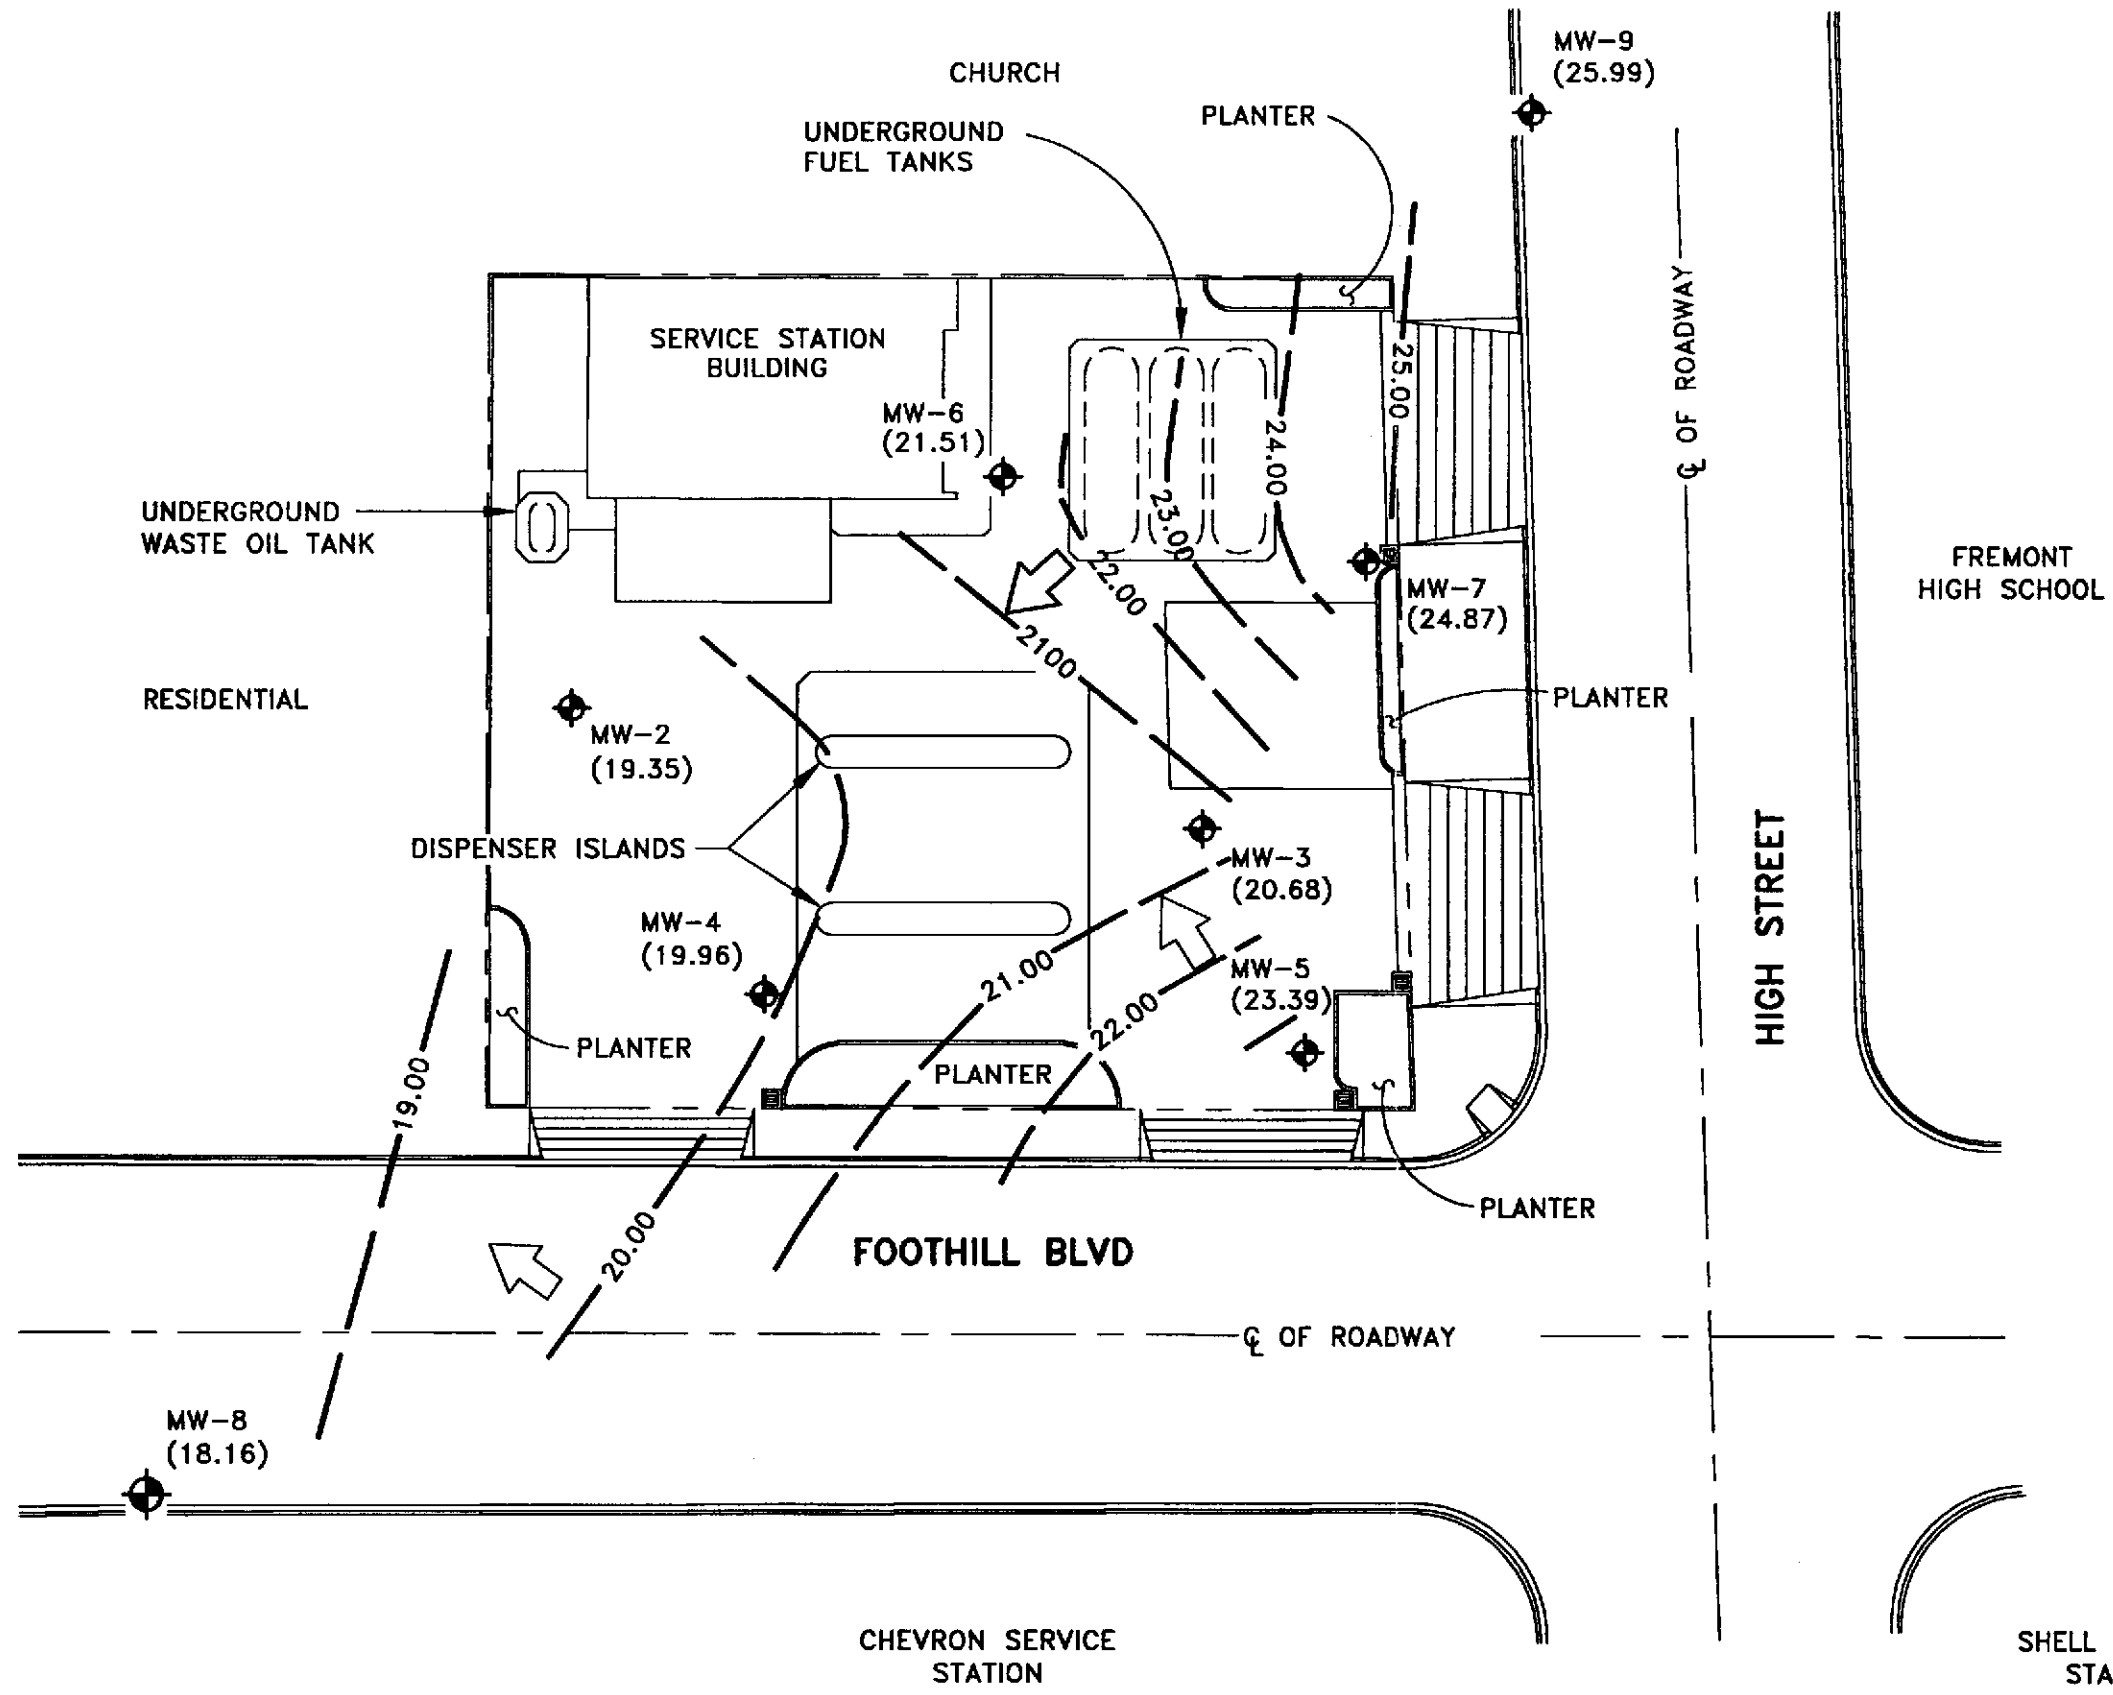 MW-9
(25.99)
CHURCH
PLANTER
UNDERGROUND
FUEL TANKS
SERVICE STATION
BUILDING
MW-6
(21.51)
25.00
24.00
23.00
22.00
2100
℄ OF ROADWAY
UNDERGROUND
WASTE OIL TANK
FREMONT
HIGH SCHOOL
MW-7
(24.87)
RESIDENTIAL
PLANTER
MW-2
(19.35)
DISPENSER ISLANDS
MW-3
(20.68)
HIGH STREET
MW-4
(19.96)
21.00
MW-5
(23.39)
22.00
PLANTER
PLANTER
19.00
PLANTER
20.00
FOOTHILL BLVD
℄ OF ROADWAY
MW-8
(18.16)
CHEVRON SERVICE
STATION
SHELL
STA